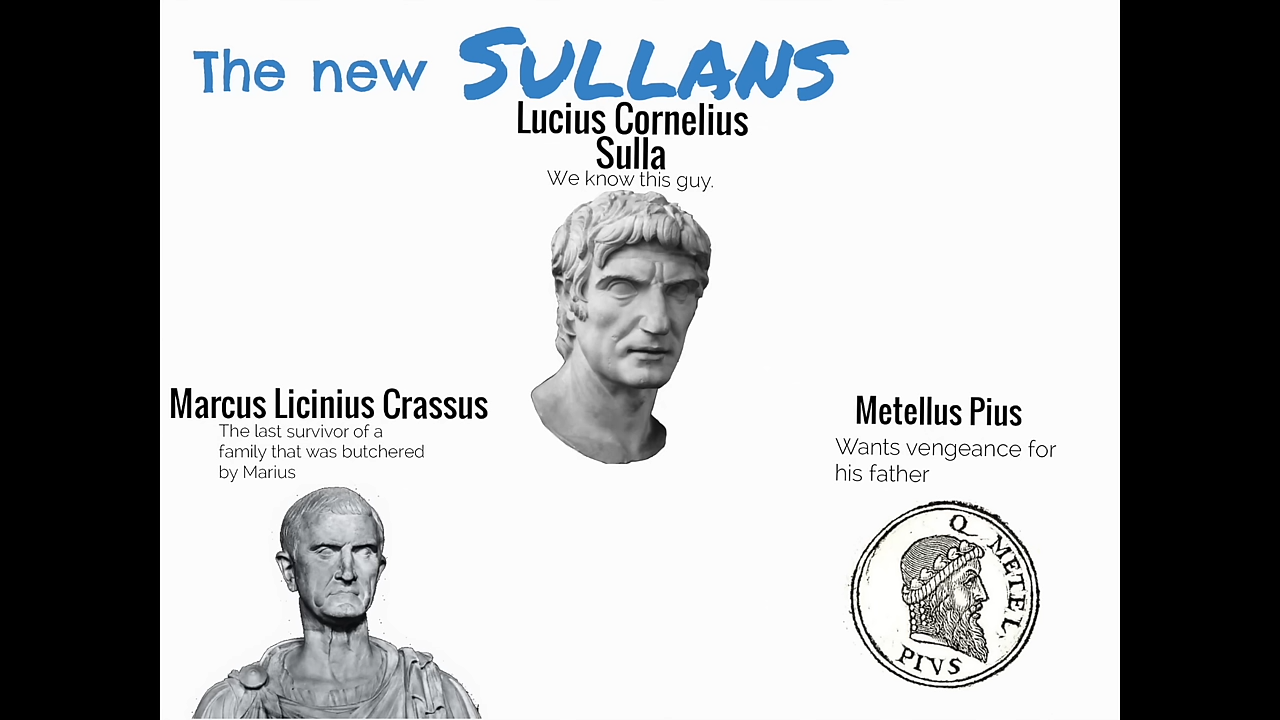 The new SULLANS
Lucius Cornelius
Sulla
We know this guy.
Marcus Licinius Crassus
The last survivor of a
family that was butchered
by Marius
Metellus Pius
Wants vengeance for
his father
Q METEL
PIVS